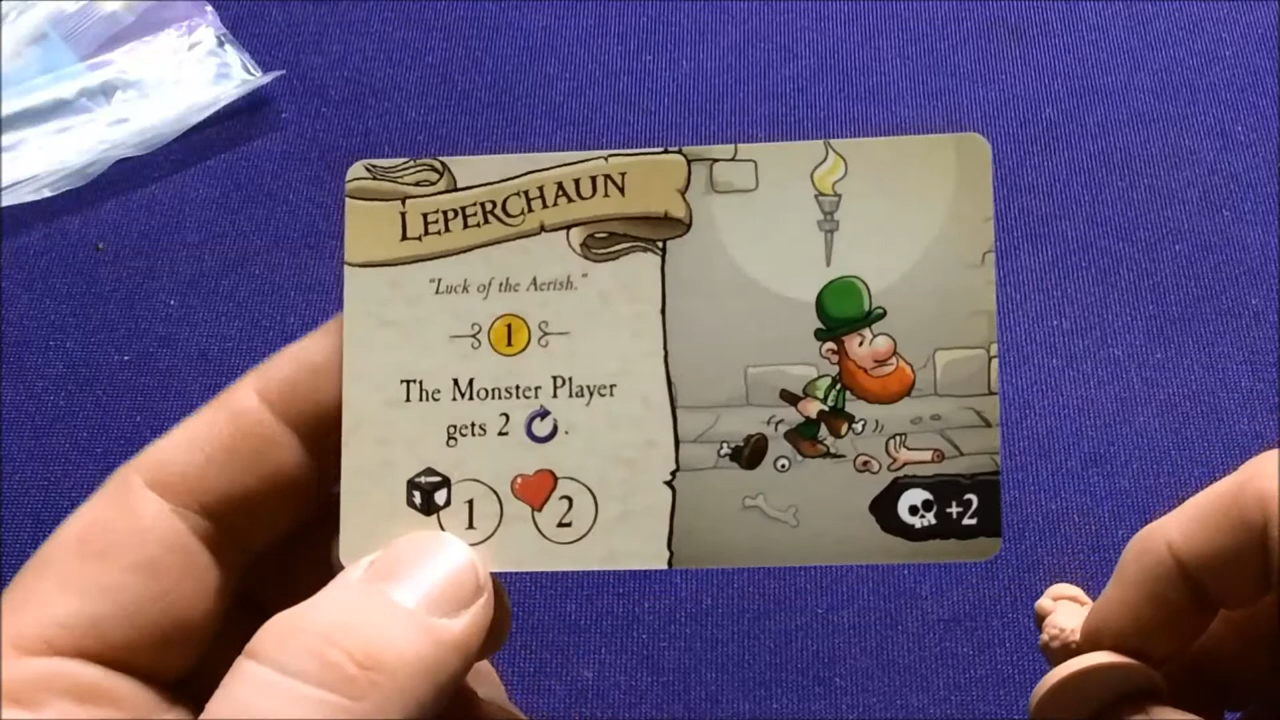 LEPERCHAUN
"Luck of the Aerish."
1
The Monster Player
gets 2 .
1 2
+2